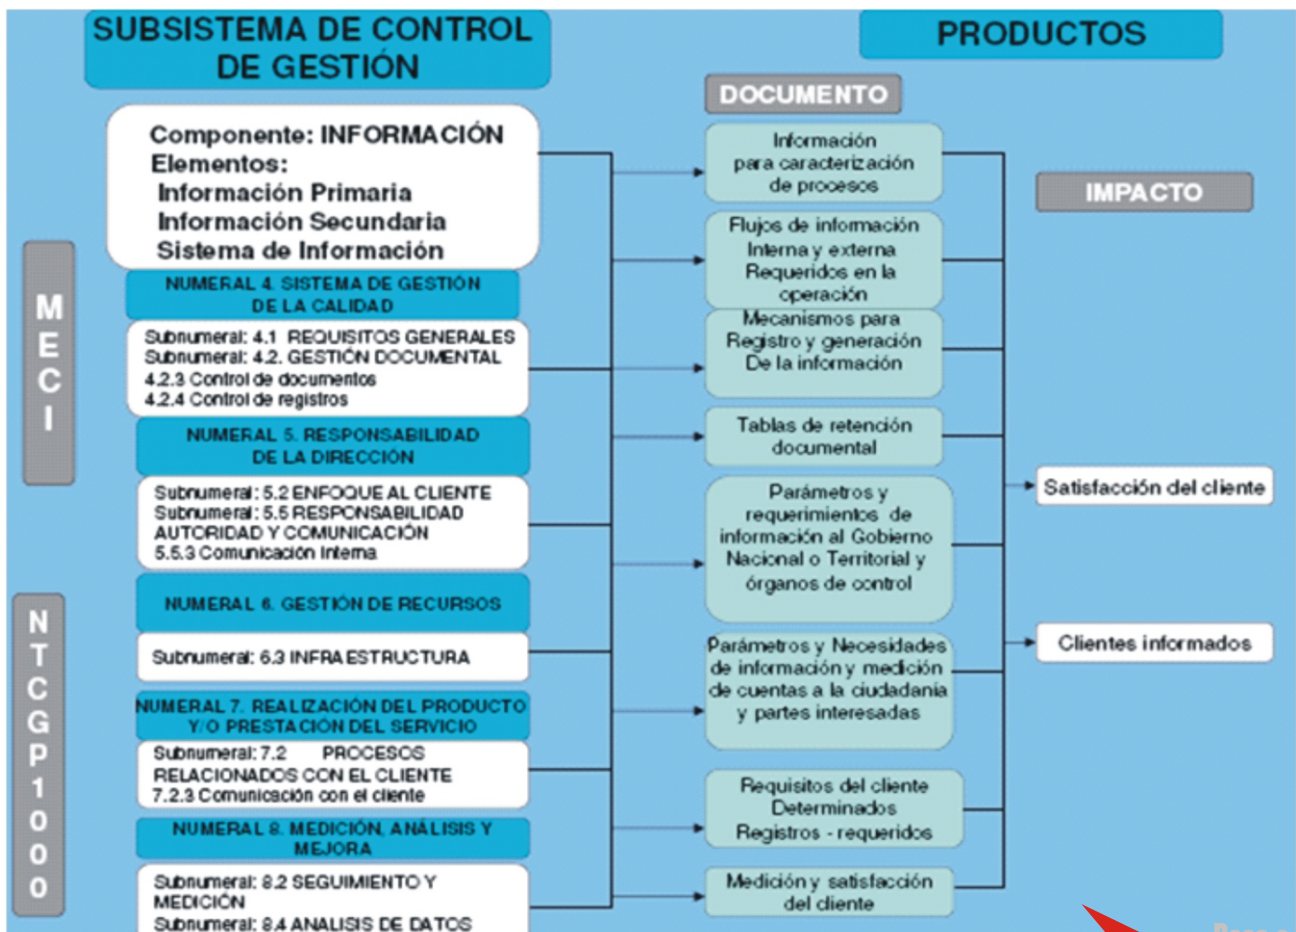 SUBSISTEMA DE CONTROL
DE GESTIÓN
PRODUCTOS
DOCUMENTO
IMPACTO
MECI
NTCGP1000
Componente: INFORMACIÓN
Elementos:
Información Primaria
Información Secundaria
Sistema de Información
NUMERAL 4. SISTEMA DE GESTIÓN
DE LA CALIDAD
Subnumeral: 4.1 REQUISITOS GENERALES
Subnumeral: 4.2. GESTIÓN DOCUMENTAL
4.2.3 Control de documentos
4.2.4 Control de registros
NUMERAL 5. RESPONSABILIDAD
DE LA DIRECCIÓN
Subnumeral: 5.2 ENFOQUE AL CLIENTE
Subnumeral: 5.5 RESPONSABILIDAD
AUTORIDAD Y COMUNICACIÓN
5.5.3 Comunicación Interna
NUMERAL 6. GESTIÓN DE RECURSOS
Subnumeral: 6.3 INFRAESTRUCTURA
NUMERAL 7. REALIZACIÓN DEL PRODUCTO
Y/O PRESTACIÓN DEL SERVICIO
Subnumeral: 7.2 PROCESOS
RELACIONADOS CON EL CLIENTE
7.2.3 Comunicación con el cliente
NUMERAL 8. MEDICIÓN, ANÁLISIS Y
MEJORA
Subnumeral: 8.2 SEGUIMIENTO Y
MEDICIÓN
Subnumeral: 8.4 ANALISIS DE DATOS
Información
para caracterización
de procesos
Flujos de información
Interna y externa
Requeridos en la
operación
Mecanismos para
Registro y generación
De la información
Tablas de retención
documental
Parámetros y
requerimientos de
información al Gobierno
Nacional o Territorial y
órganos de control
Parámetros y Necesidades
de información y medición
de cuentas a la ciudadanía
y partes interesadas
Requisitos del cliente
Determinados
Registros - requeridos
Medición y satisfacción
del cliente
Satisfacción del cliente
Clientes informados